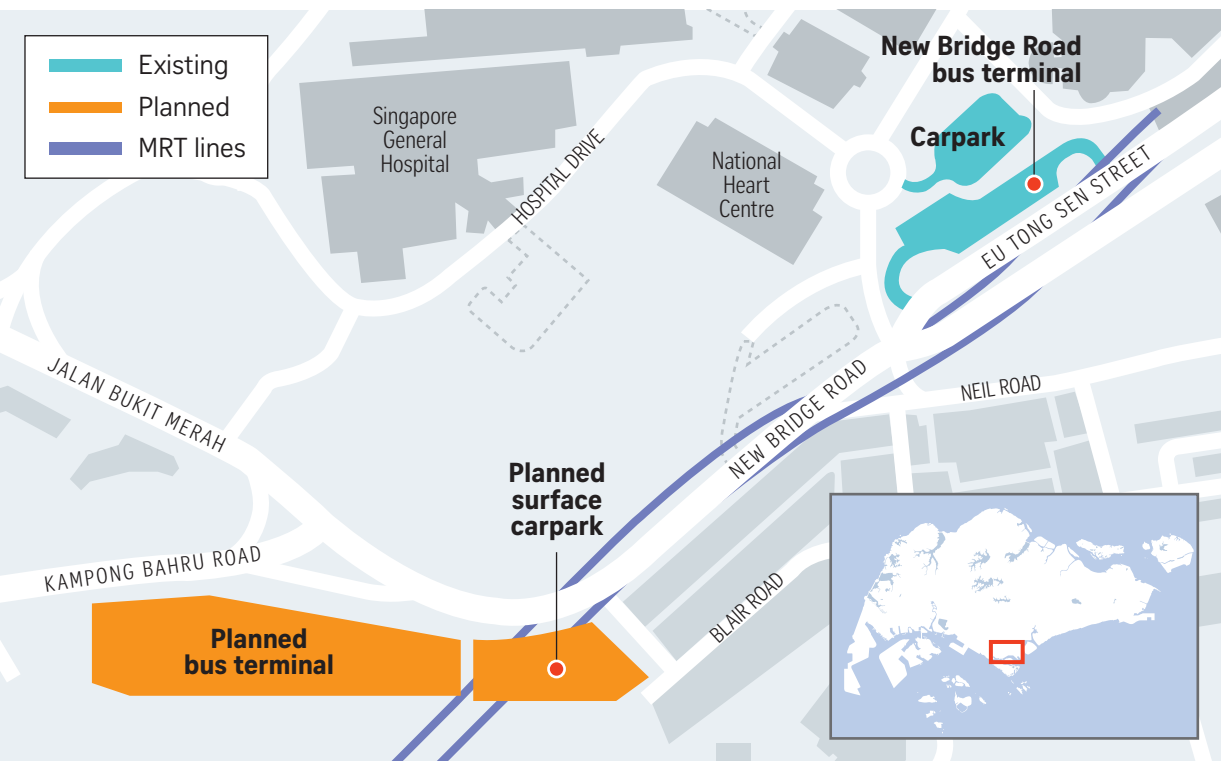 Existing
Planned
MRT lines
Singapore
General
Hospital
HOSPITAL DRIVE
National
Heart
Centre
New Bridge Road
bus terminal
Carpark
EU TONG SEN STREET
JALAN BUKIT MERAH
NEW BRIDGE ROAD
NEIL ROAD
Planned
surface
carpark
KAMPONG BAHRU ROAD
BLAIR ROAD
Planned
bus terminal